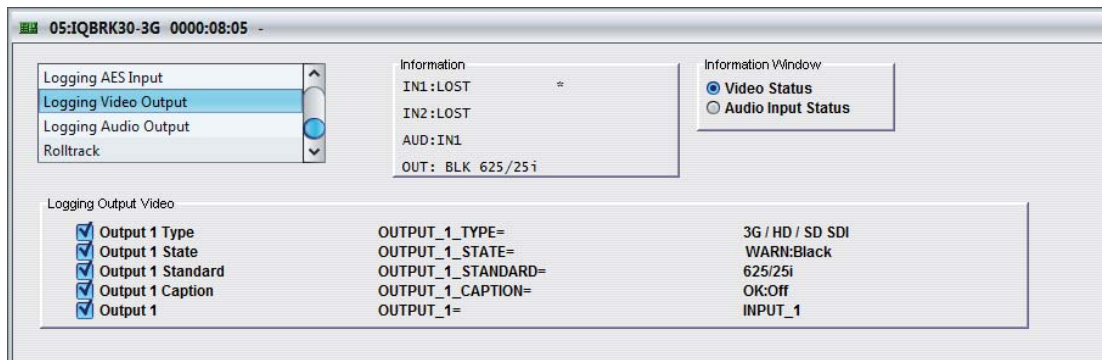 05:IQBRK30-3G 0000:08:05 -
Logging AES Input
Logging Video Output
Logging Audio Output
Rolltrack
Information
IN1:LOST *
IN2:LOST
AUD:IN1
OUT: BLK 625/25i
Information Window
Video Status
Audio Input Status
Logging Output Video
Output 1 Type OUTPUT_1_TYPE= 3G / HD / SD SDI
Output 1 State OUTPUT_1_STATE= WARN:Black
Output 1 Standard OUTPUT_1_STANDARD= 625/25i
Output 1 Caption OUTPUT_1_CAPTION= OK:Off
Output 1 OUTPUT_1= INPUT_1